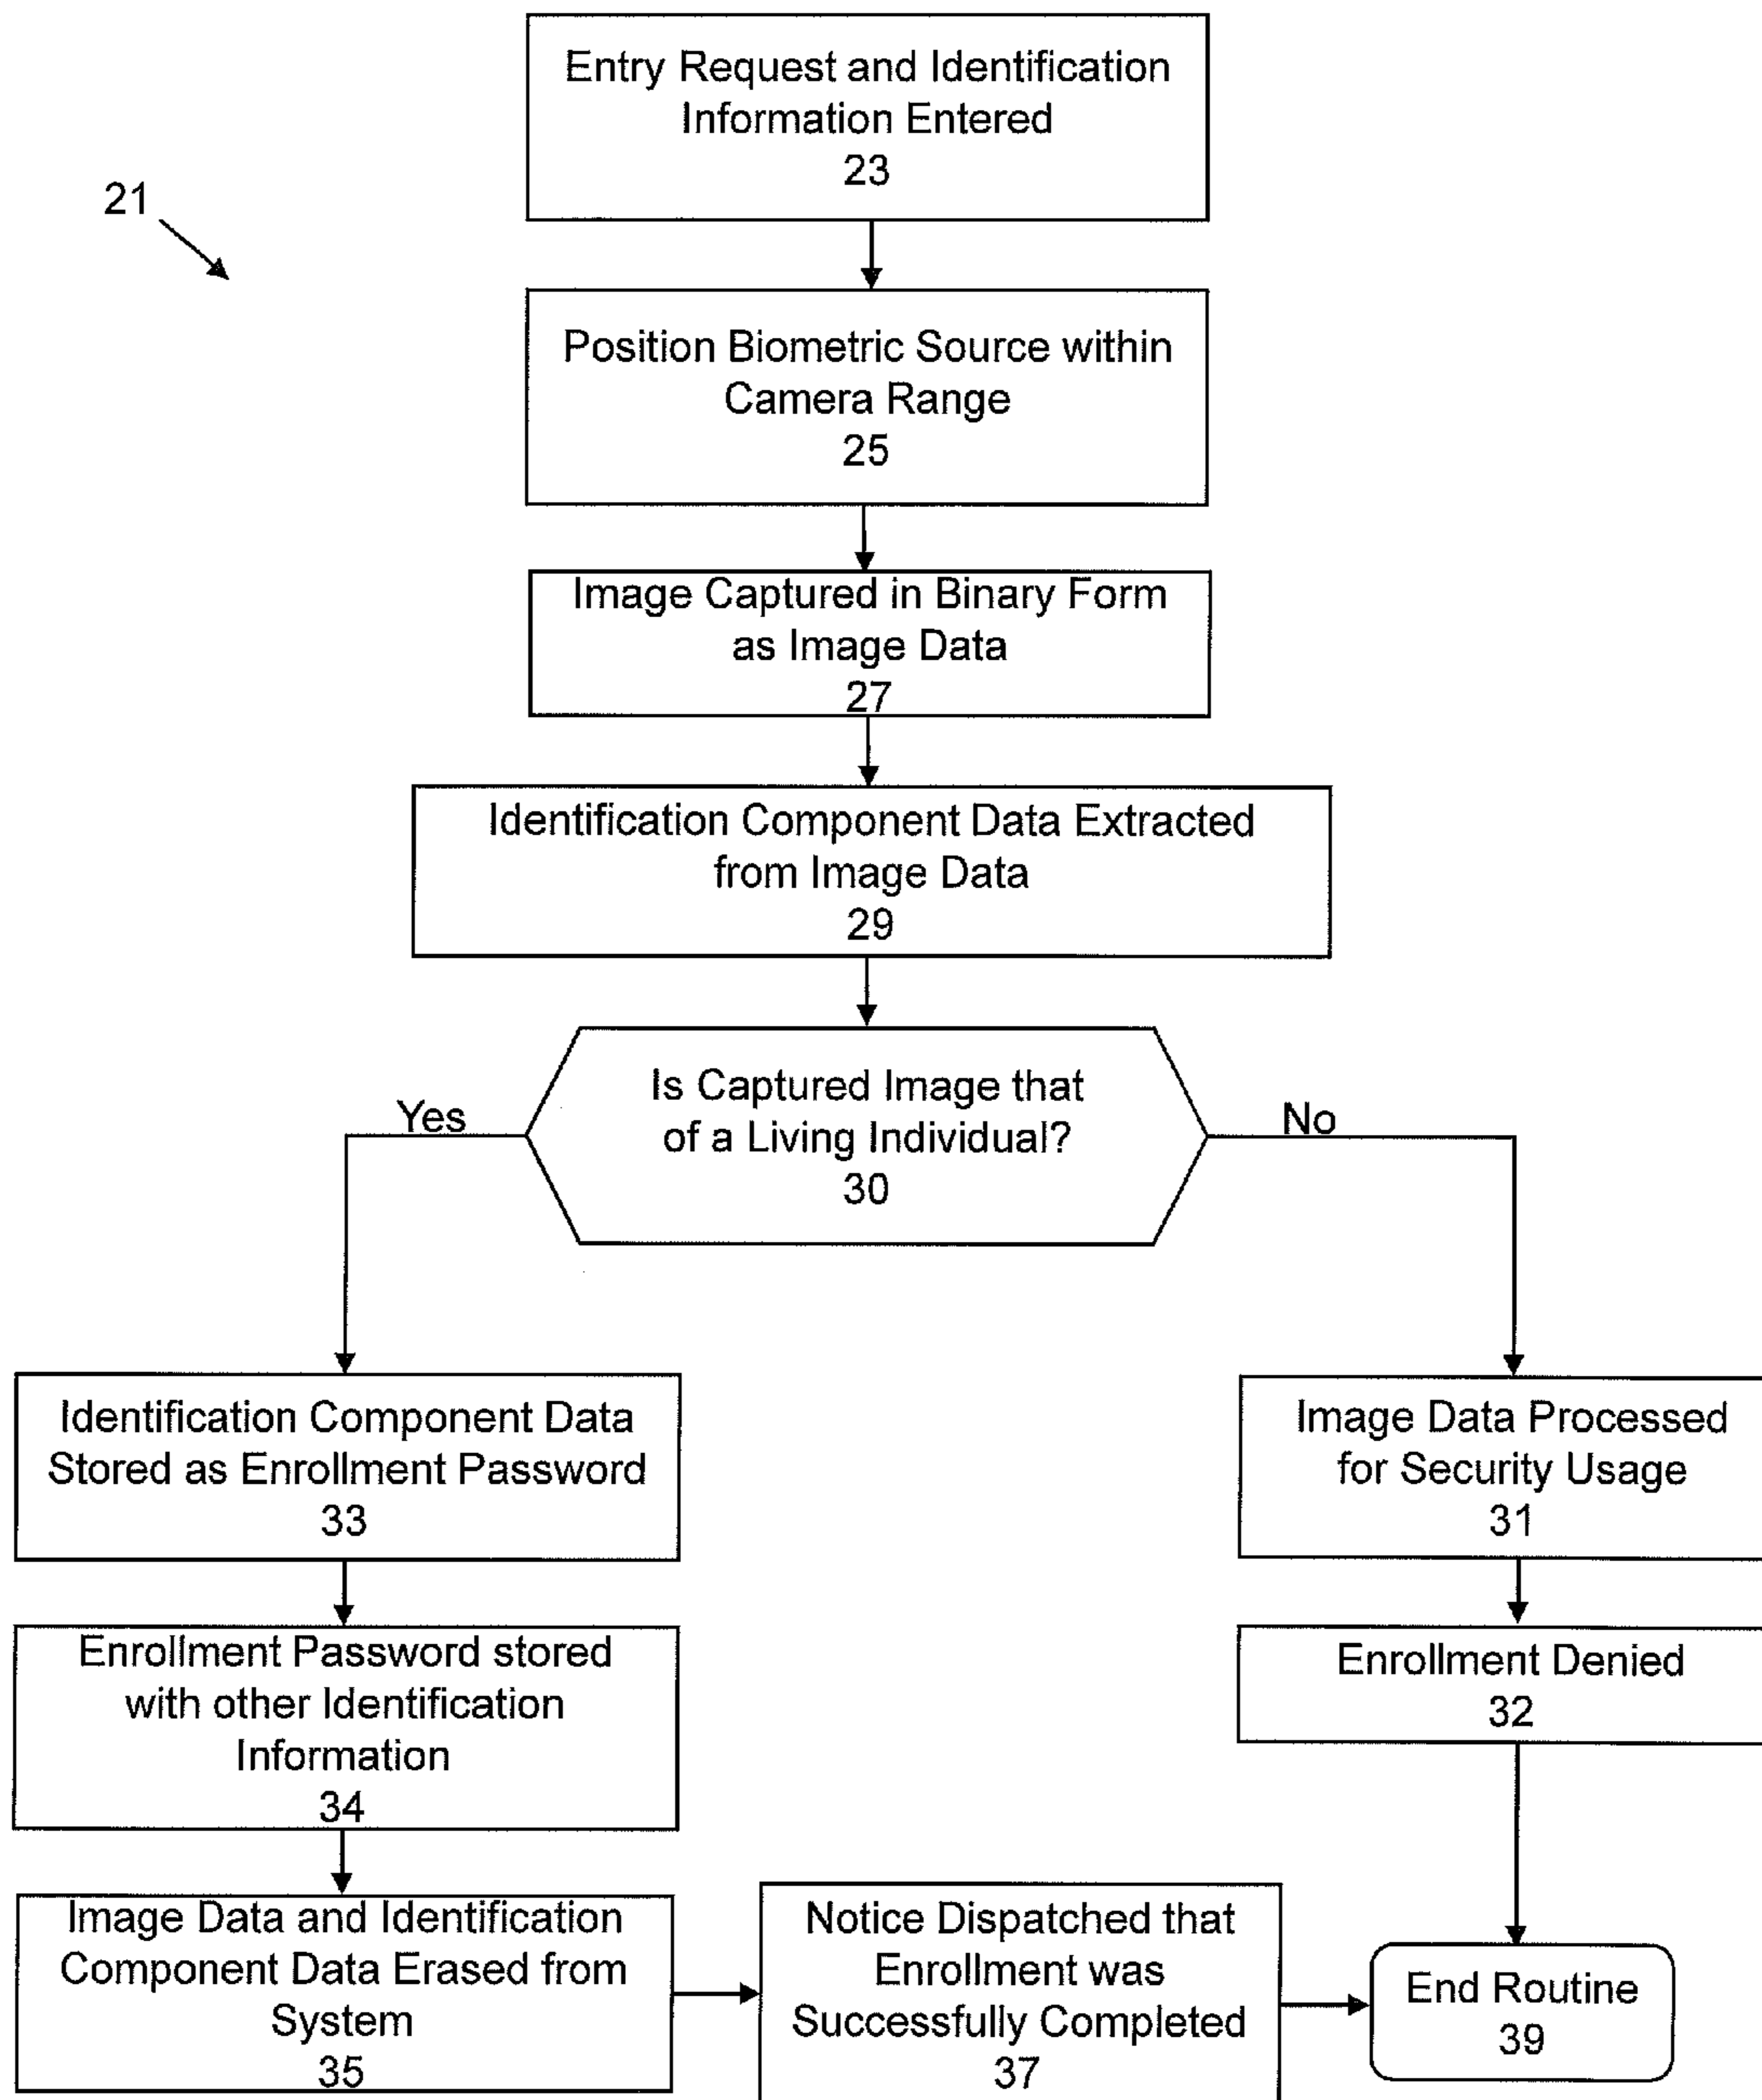 Entry Request and Identification
Information Entered
23
21
Position Biometric Source within
Camera Range
25
Image Captured in Binary Form
as Image Data
27
Identification Component Data Extracted
from Image Data
29
Is Captured Image that
of a Living Individual?
30
Yes
No
Identification Component Data
Stored as Enrollment Password
33
Image Data Processed
for Security Usage
31
Enrollment Password stored
with other Identification
Information
34
Enrollment Denied
32
Image Data and Identification
Component Data Erased from
System
35
Notice Dispatched that
Enrollment was
Successfully Completed
37
End Routine
39